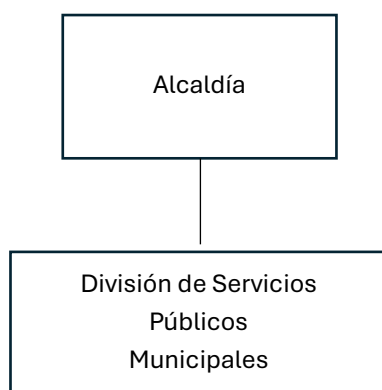 Alcaldía
División de Servicios
Públicos
Municipales